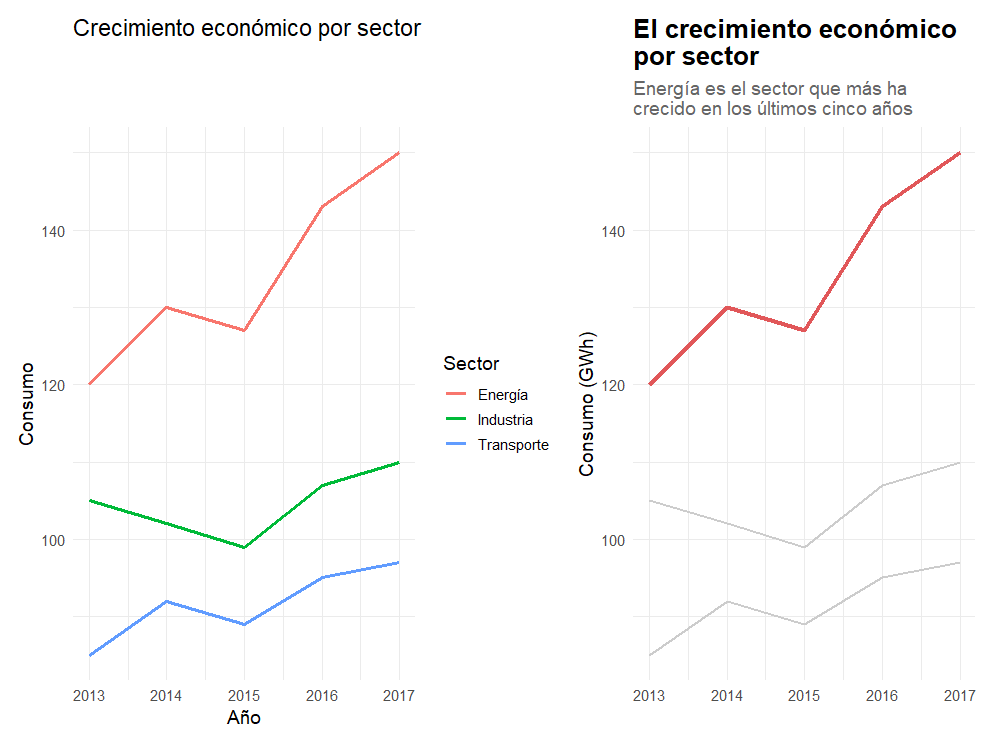 Crecimiento económico por sector
Consumo
140
120
100
2013 2014 2015 2016 2017
Año
Sector
Energía
Industria
Transporte
El crecimiento económico
por sector
Energía es el sector que más ha
crecido en los últimos cinco años
Consumo (GWh)
140
120
100
2013 2014 2015 2016 2017